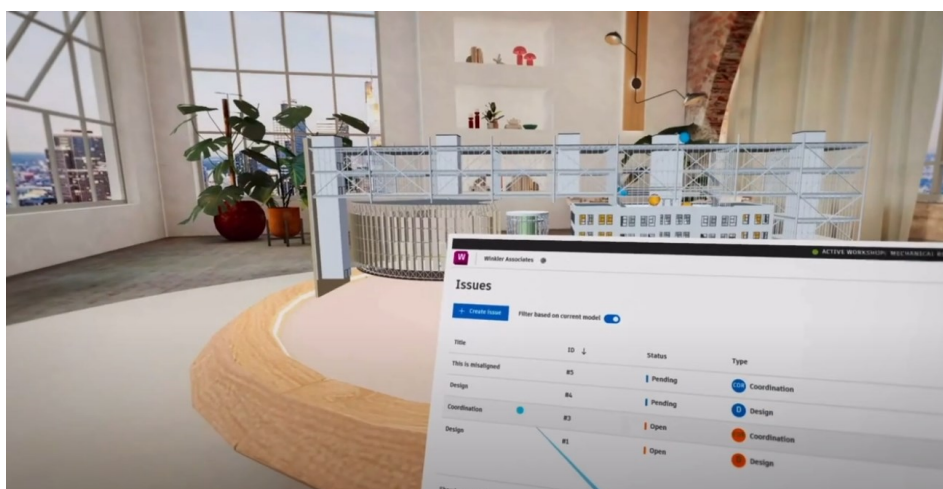 ACTIVE WORKSHOP: MECHANICAL
W
Winkler Associates
Issues
+ Create Issue
Filter based on current model
Title
ID ↓
Status
Type
This is misaligned
#5
Pending
Coordination
Design
#4
Pending
D Design
Coordination
#3
Open
Coordination
Design
#1
Open
Design